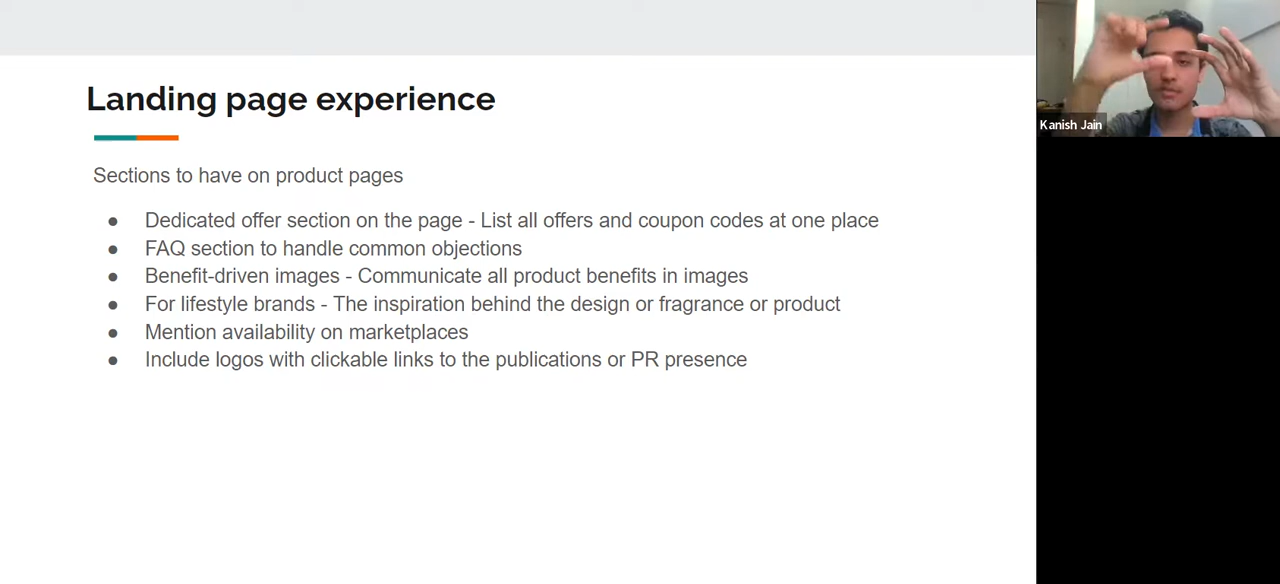 Landing page experience
Sections to have on product pages
● Dedicated offer section on the page - List all offers and coupon codes at one place
● FAQ section to handle common objections
● Benefit-driven images - Communicate all product benefits in images
● For lifestyle brands - The inspiration behind the design or fragrance or product
● Mention availability on marketplaces
● Include logos with clickable links to the publications or PR presence
Kanish Jain